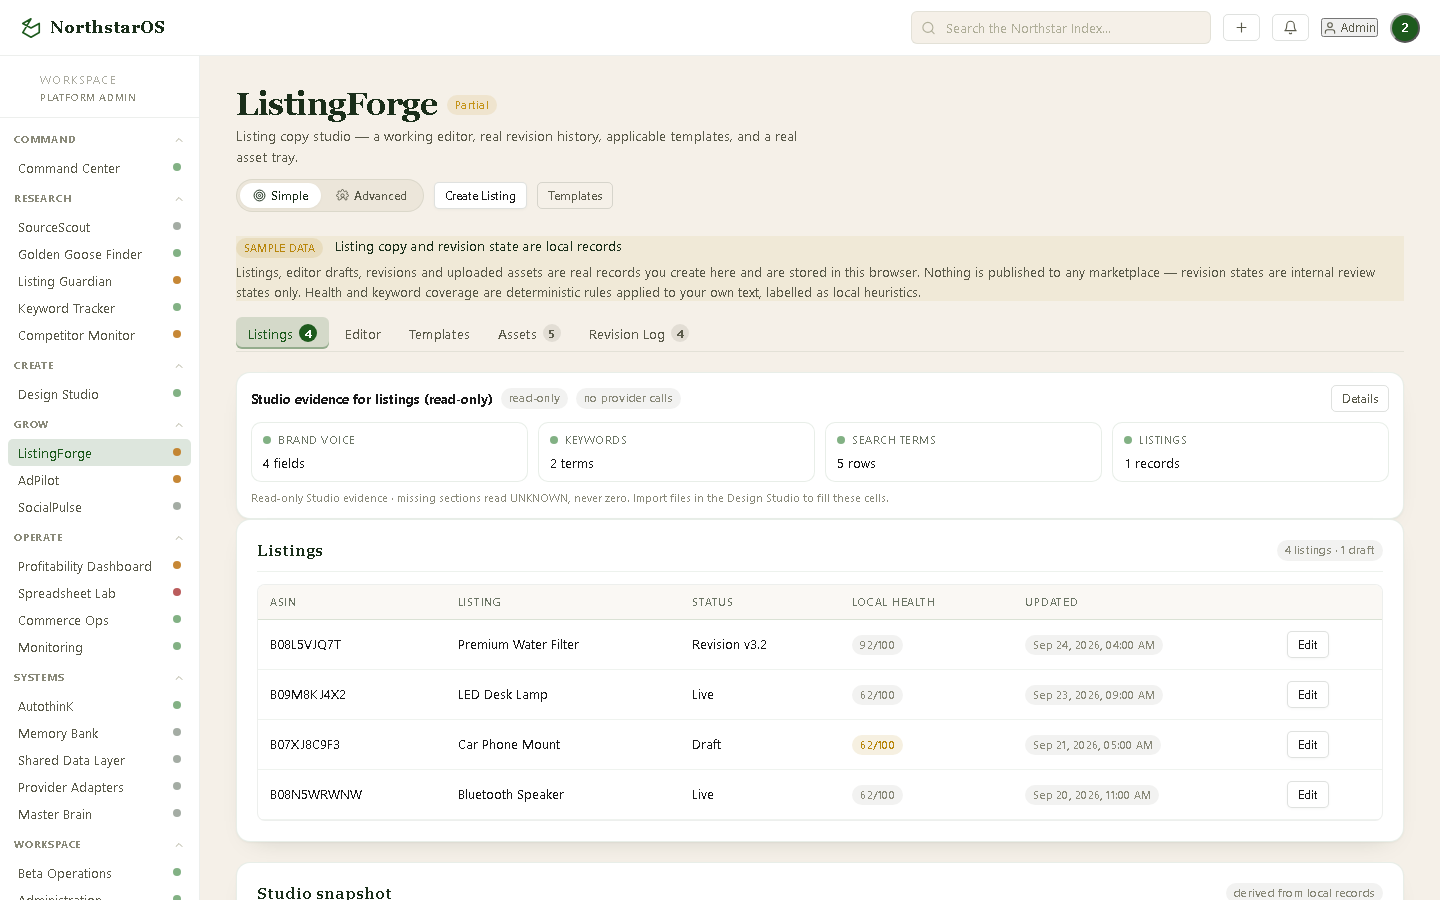 NorthstarOS
Search the Northstar Index...
Admin
2
WORKSPACE
PLATFORM ADMIN
COMMAND
Command Center
RESEARCH
SourceScout
Golden Goose Finder
Listing Guardian
Keyword Tracker
Competitor Monitor
CREATE
Design Studio
GROW
ListingForge
AdPilot
SocialPulse
OPERATE
Profitability Dashboard
Spreadsheet Lab
Commerce Ops
Monitoring
SYSTEMS
AutothinK
Memory Bank
Shared Data Layer
Provider Adapters
Master Brain
WORKSPACE
Beta Operations
Administration
ListingForge Partial
Listing copy studio — a working editor, real revision history, applicable templates, and a real
asset tray.
Simple Advanced Create Listing Templates
SAMPLE DATA Listing copy and revision state are local records
Listings, editor drafts, revisions and uploaded assets are real records you create here and are stored in this browser. Nothing is published to any marketplace — revision states are internal review
states only. Health and keyword coverage are deterministic rules applied to your own text, labelled as local heuristics.
Listings 4 Editor Templates Assets 5 Revision Log 4
Studio evidence for listings (read-only) read-only no provider calls Details
BRAND VOICE KEYWORDS SEARCH TERMS LISTINGS
4 fields 2 terms 5 rows 1 records
Read-only Studio evidence · missing sections read UNKNOWN, never zero. Import files in the Design Studio to fill these cells.
Listings 4 listings · 1 draft
ASIN LISTING STATUS LOCAL HEALTH UPDATED
B08L5VJQ7T Premium Water Filter Revision v3.2 92/100 Sep 24, 2026, 04:00 AM Edit
B09M8KJ4X2 LED Desk Lamp Live 62/100 Sep 23, 2026, 09:00 AM Edit
B07XJ8C9F3 Car Phone Mount Draft 62/100 Sep 21, 2026, 05:00 AM Edit
B08N5WRWNW Bluetooth Speaker Live 62/100 Sep 20, 2026, 11:00 AM Edit
Studio snapshot derived from local records